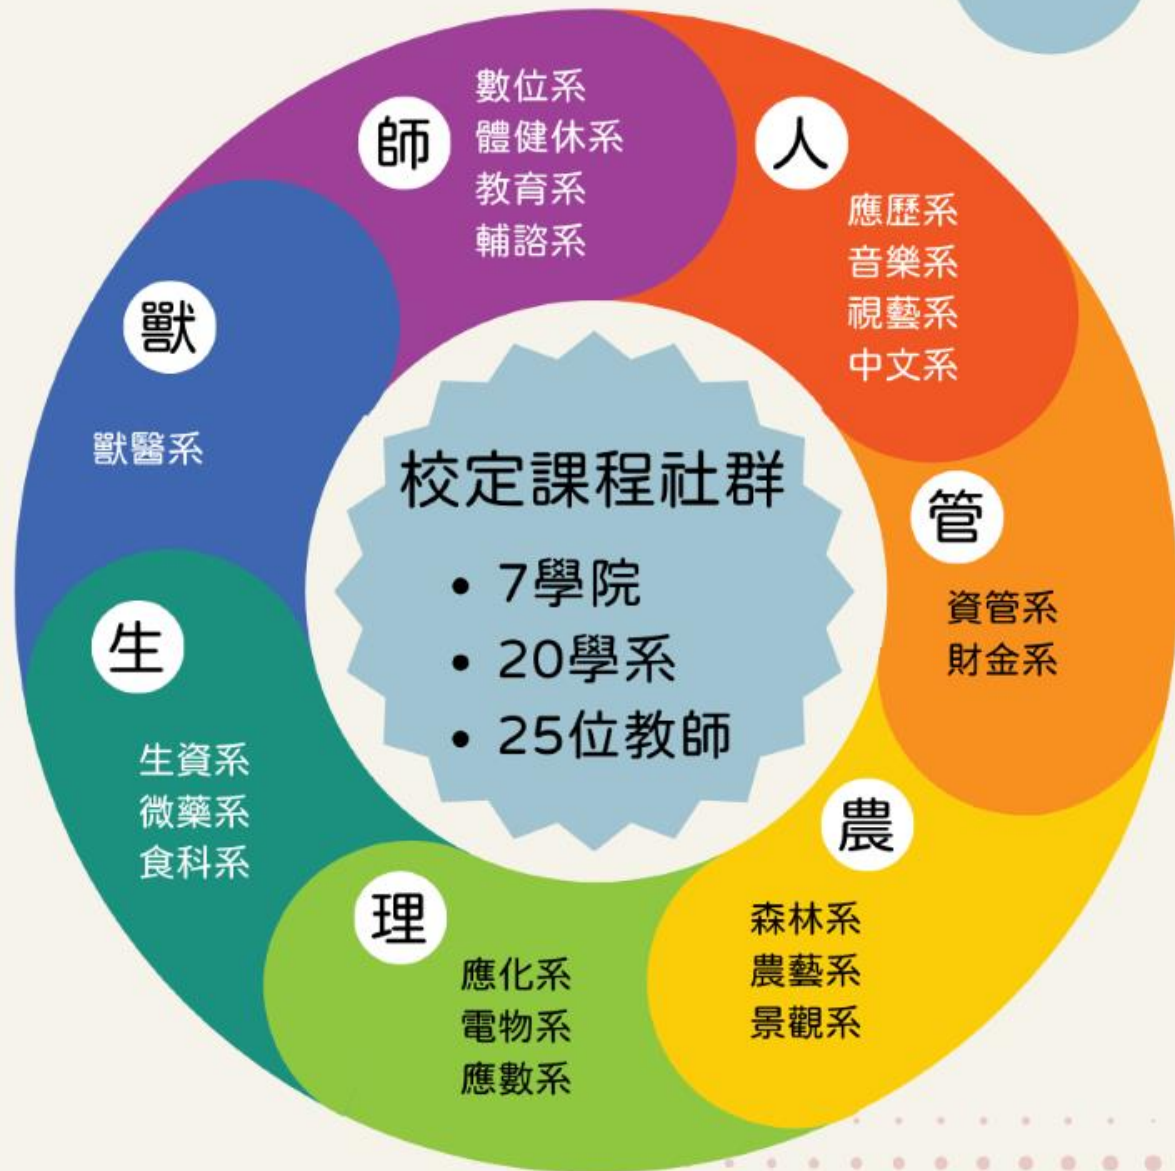 校定課程社群
• 7學院
• 20學系
• 25位教師
師
數位系
體健休系
教育系
輔諮系
人
應歷系
音樂系
視藝系
中文系
管
資管系
財金系
農
森林系
農藝系
景觀系
理
應化系
電物系
應數系
生
生資系
微藥系
食科系
獸
獸醫系